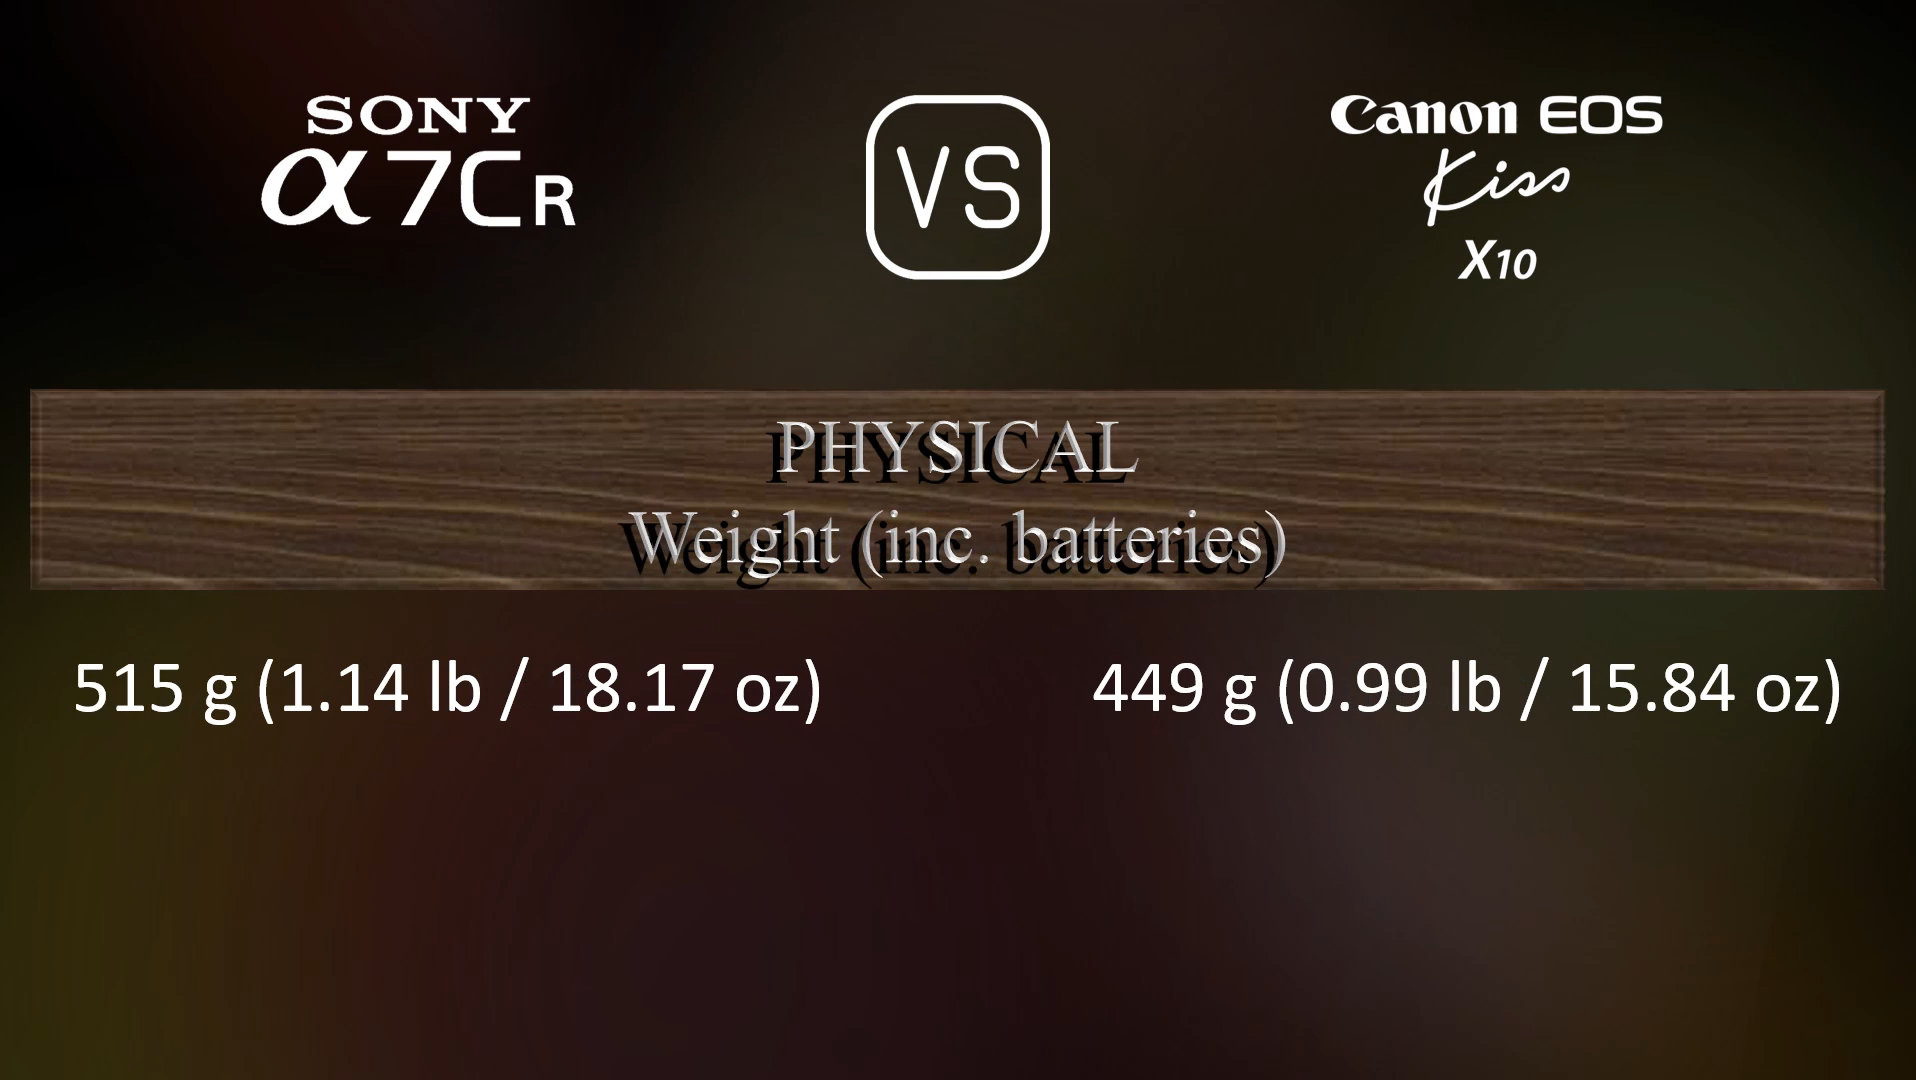 SONY
α7CR
VS
Canon EOS
Kiss
X10
PHYSICAL
Weight (inc. batteries)
515 g (1.14 lb / 18.17 oz)
449 g (0.99 lb / 15.84 oz)